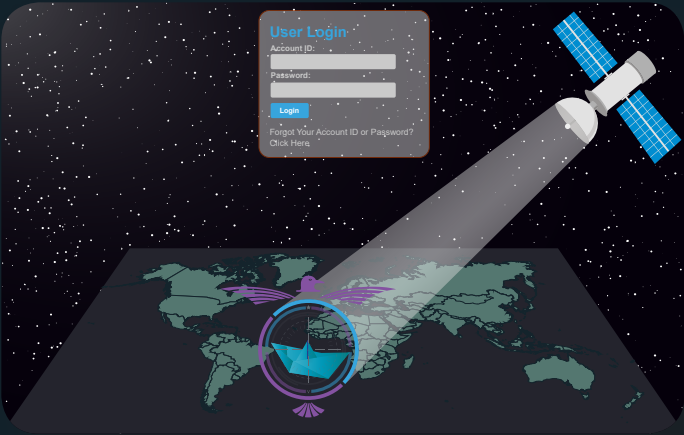 User Login
Account ID:
Password:
Login
Forgot Your Account ID or Password?
Click Here